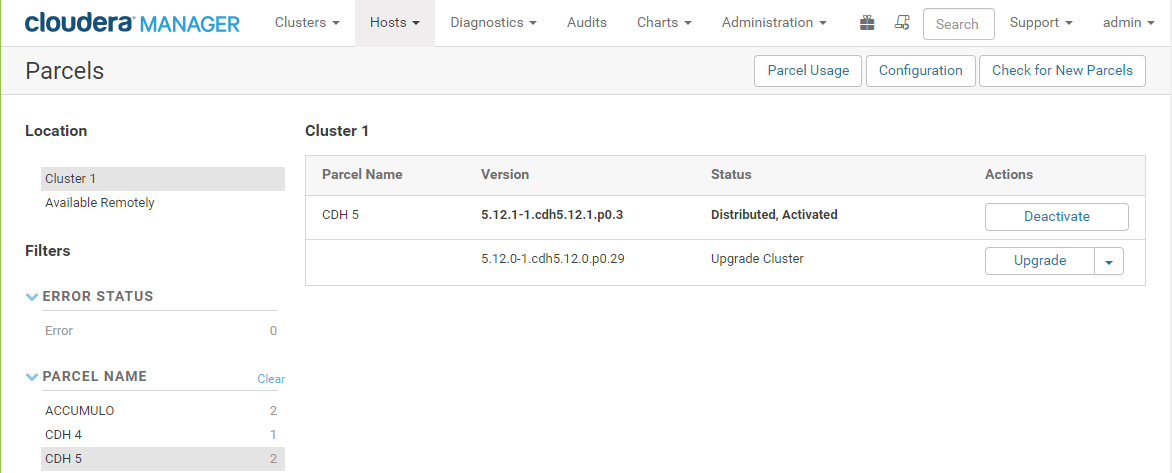 cloudera MANAGER Clusters Hosts Diagnostics Audits Charts Administration Search Support admin
Parcels Parcel Usage Configuration Check for New Parcels
Location
Cluster 1
Available Remotely
Filters
ERROR STATUS
Error 0
PARCEL NAME Clear
ACCUMULO 2
CDH 4 1
CDH 5 2
Cluster 1
Parcel Name Version Status Actions
CDH 5 5.12.1-1.cdh5.12.1.p0.3 Distributed, Activated Deactivate
5.12.0-1.cdh5.12.0.p0.29 Upgrade Cluster Upgrade